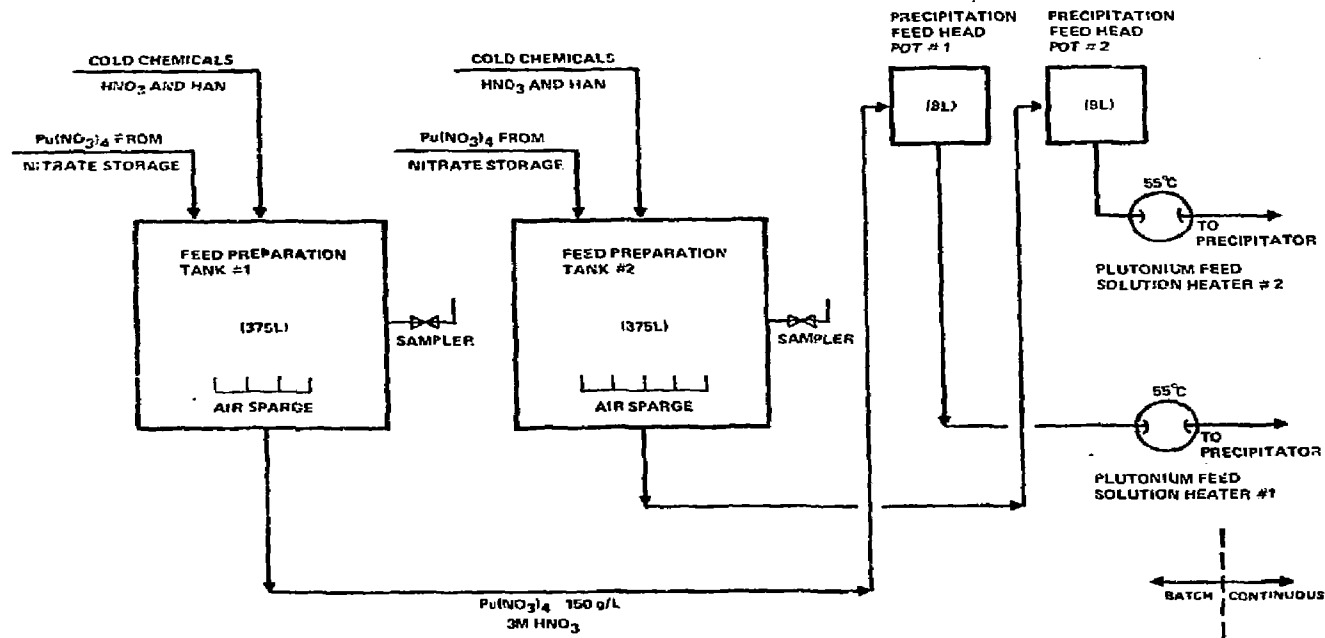 PRECIPITATION
FEED HEAD
POT #1
PRECIPITATION
FEED HEAD
POT #2
COLD CHEMICALS
HNO3 AND HAN
COLD CHEMICALS
HNO3 AND HAN
(8L)
(8L)
Pu(NO3)4 FROM
NITRATE STORAGE
Pu(NO3)4 FROM
NITRATE STORAGE
55°C
TO
PRECIPITATOR
PLUTONIUM FEED
SOLUTION HEATER #2
FEED PREPARATION
TANK #1
(375L)
SAMPLER
AIR SPARGE
FEED PREPARATION
TANK #2
(375L)
SAMPLER
AIR SPARGE
55°C
TO
PRECIPITATOR
PLUTONIUM FEED
SOLUTION HEATER #1
Pu(NO3)4 150 g/L
3M HNO3
BATCH
CONTINUOUS